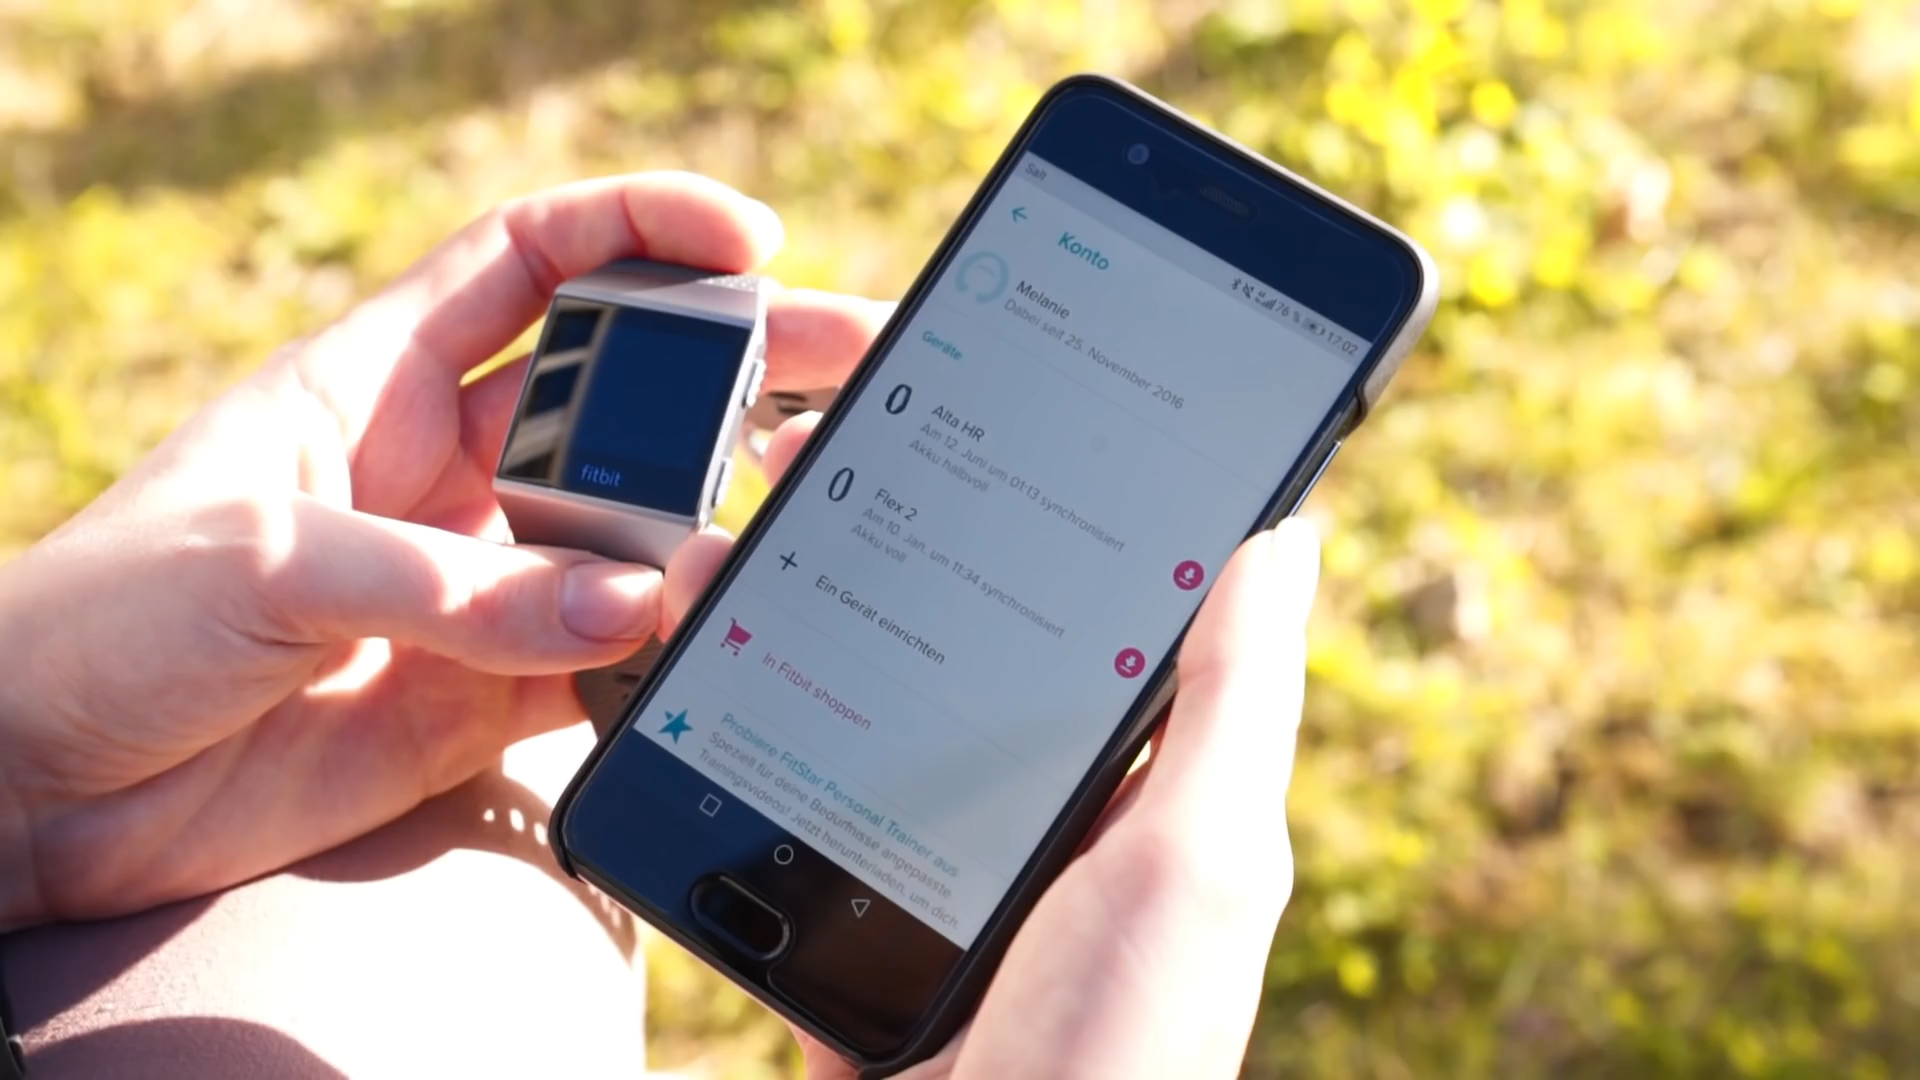 Salt
76 % 17:02
Konto
Melanie
Dabei seit 25. November 2016
Geräte
Alta HR
Am 12. Juni um 01:13 synchronisiert
Akku halbvoll
Flex 2
Am 10. Jan. um 11:34 synchronisiert
Akku voll
Ein Gerät einrichten
In Fitbit shoppen
Probiere FitStar Personal Trainer aus
Speziell für deine Bedürfnisse angepasste
Trainingsvideos! Jetzt herunterladen, um dich
fitbit